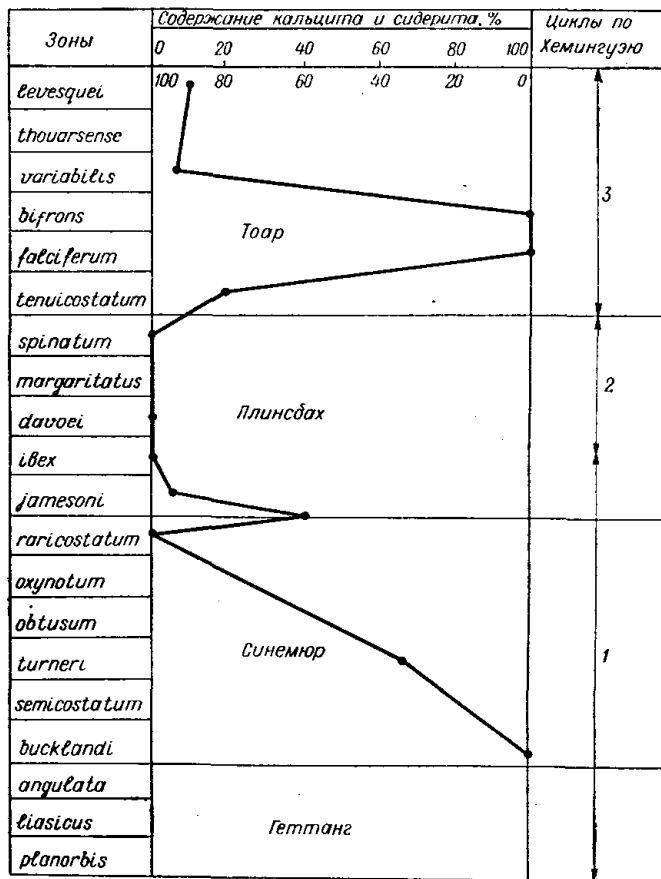 Зоны
Содержание кальцита и сидерита, %
Циклы по
Хемингуэю
0 20 40 60 80 100
100 80 60 40 20 0
levesquei
thouarsense
variabilis
bifrons
Тоар
3
falciferum
tenuicostatum
spinatum
margaritatus
2
davoei
Плинсбах
ibex
jamesoni
raricostatum
oxynotum
obtusum
turneri
Синемюр
1
semicostatum
bucklandi
angulata
liasicus
Геттанг
planorbis